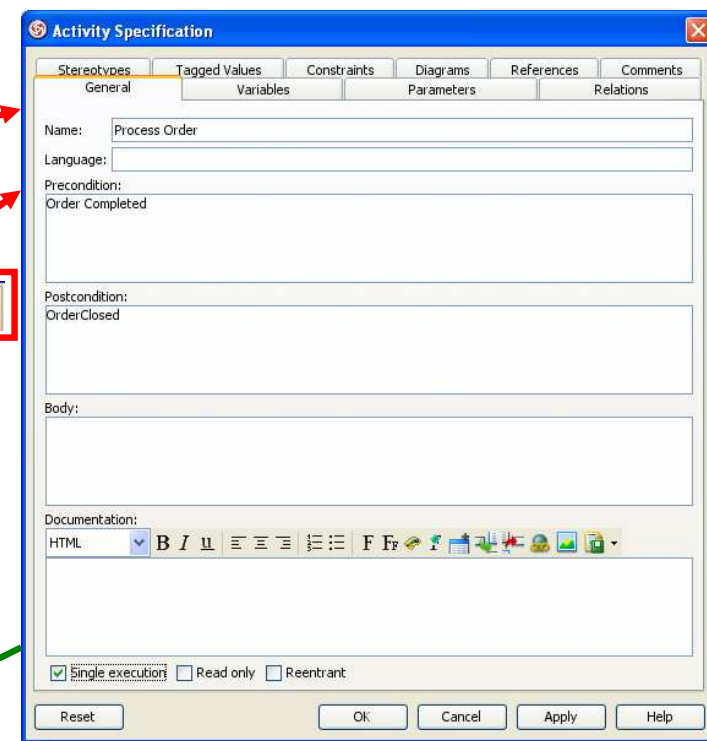 Activity Specification
Stereotypes Tagged Values Constraints Diagrams References Comments
General Variables Parameters Relations
Name: Process Order
Language:
Precondition:
Order Completed
Postcondition:
OrderClosed
Body:
Documentation:
HTML B I u F FF
Single execution Read only Reentrant
Reset OK Cancel Apply Help